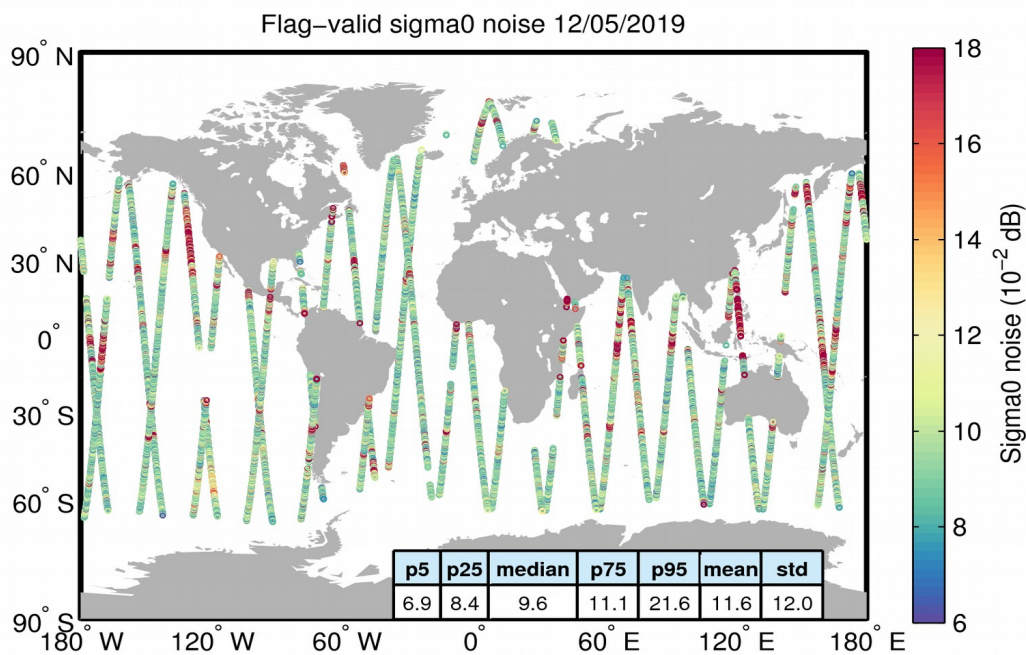 Flag−valid sigma0 noise 12/05/2019
90° N
60° N
30° N
0°
30° S
60° S
90° S
180° W
120° W
60° W
0°
60° E
120° E
180° E
p5 p25 median p75 p95 mean std
6.9 8.4 9.6 11.1 21.6 11.6 12.0
18
16
14
12
10
8
6
Sigma0 noise (10⁻² dB)